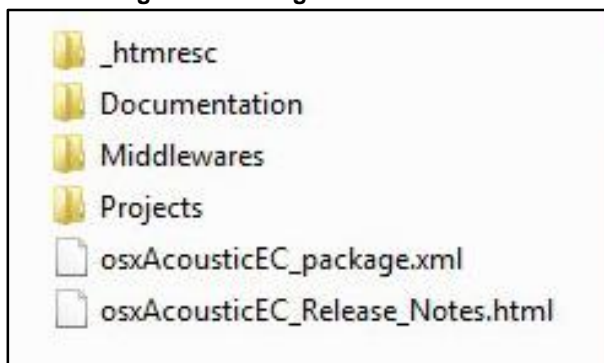 _htmresc
Documentation
Middlewares
Projects
osxAcousticEC_package.xml
osxAcousticEC_Release_Notes.html